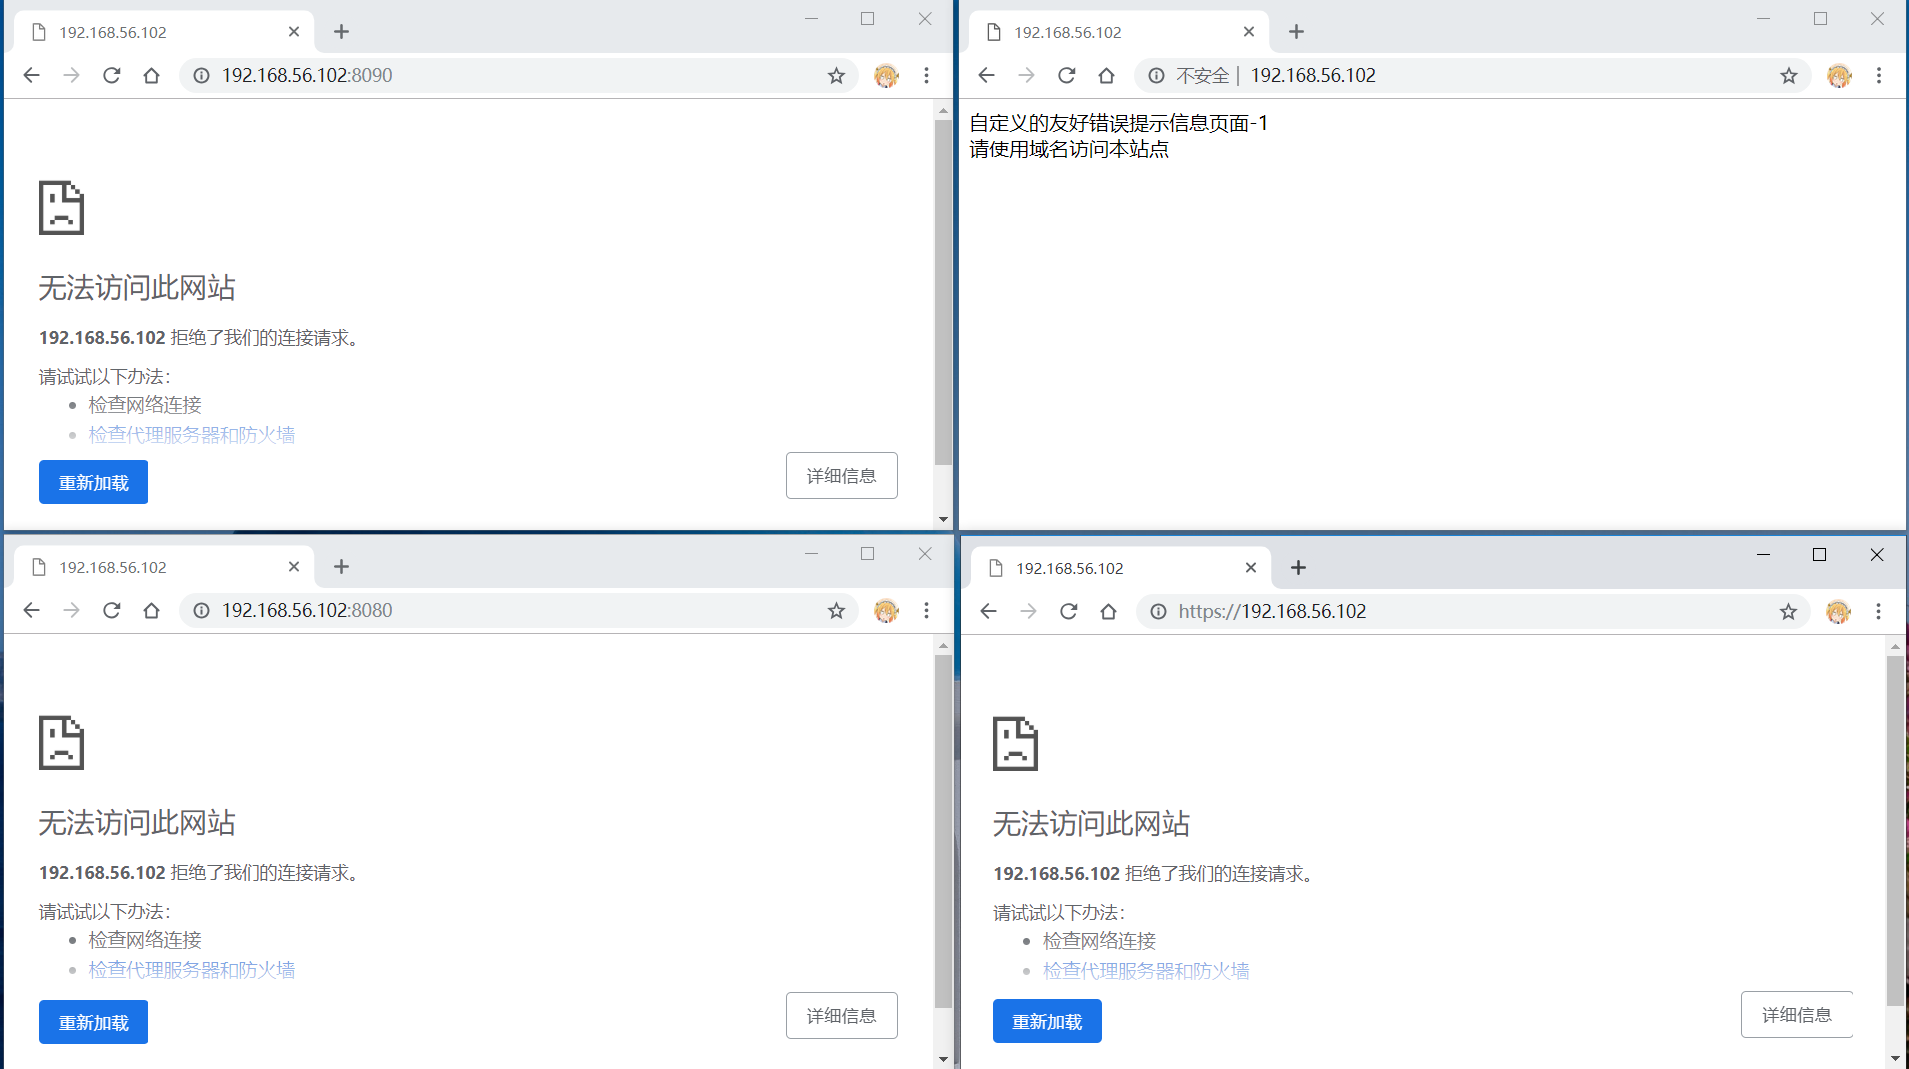 192.168.56.102
192.168.56.102:8090
无法访问此网站
192.168.56.102 拒绝了我们的连接请求。
请试试以下办法：
检查网络连接
检查代理服务器和防火墙
重新加载
详细信息
192.168.56.102
不安全 | 192.168.56.102
自定义的友好错误提示信息页面-1
请使用域名访问本站点
192.168.56.102
192.168.56.102:8080
无法访问此网站
192.168.56.102 拒绝了我们的连接请求。
请试试以下办法：
检查网络连接
检查代理服务器和防火墙
重新加载
详细信息
192.168.56.102
https://192.168.56.102
无法访问此网站
192.168.56.102 拒绝了我们的连接请求。
请试试以下办法：
检查网络连接
检查代理服务器和防火墙
重新加载
详细信息